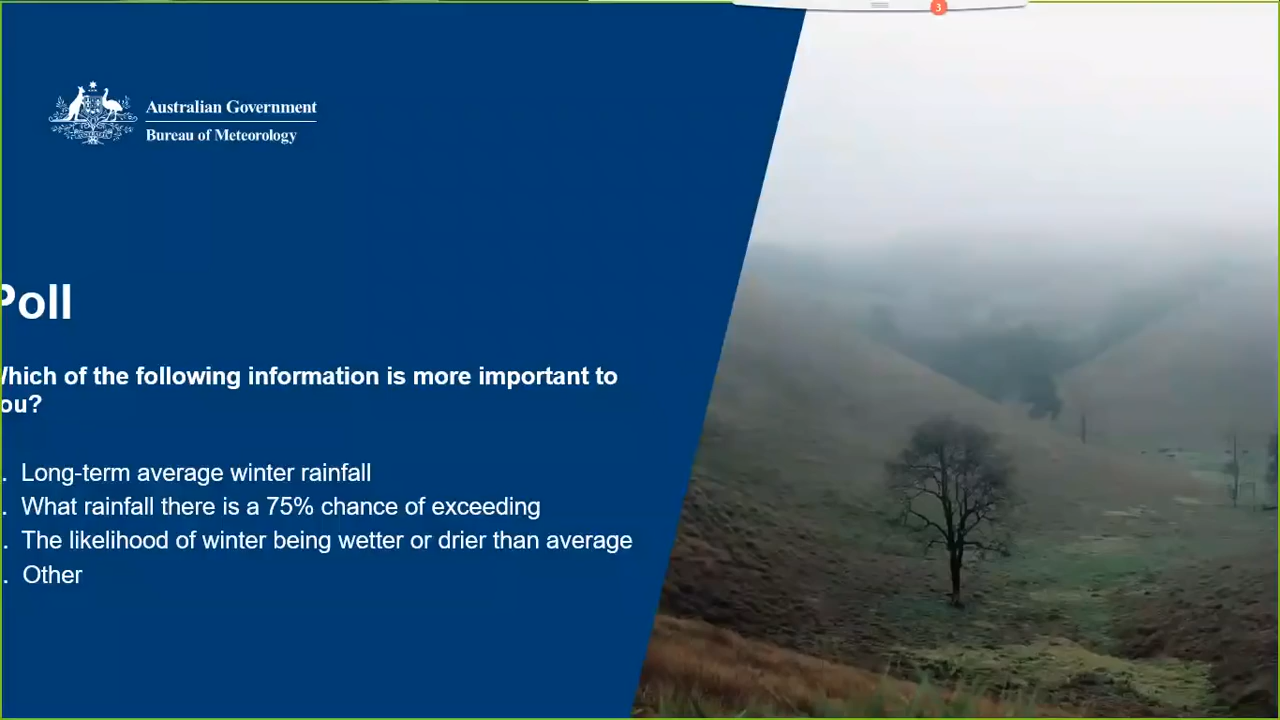 3
Australian Government
Bureau of Meteorology
Poll
hich of the following information is more important to
ou?
. Long-term average winter rainfall
. What rainfall there is a 75% chance of exceeding
. The likelihood of winter being wetter or drier than average
. Other